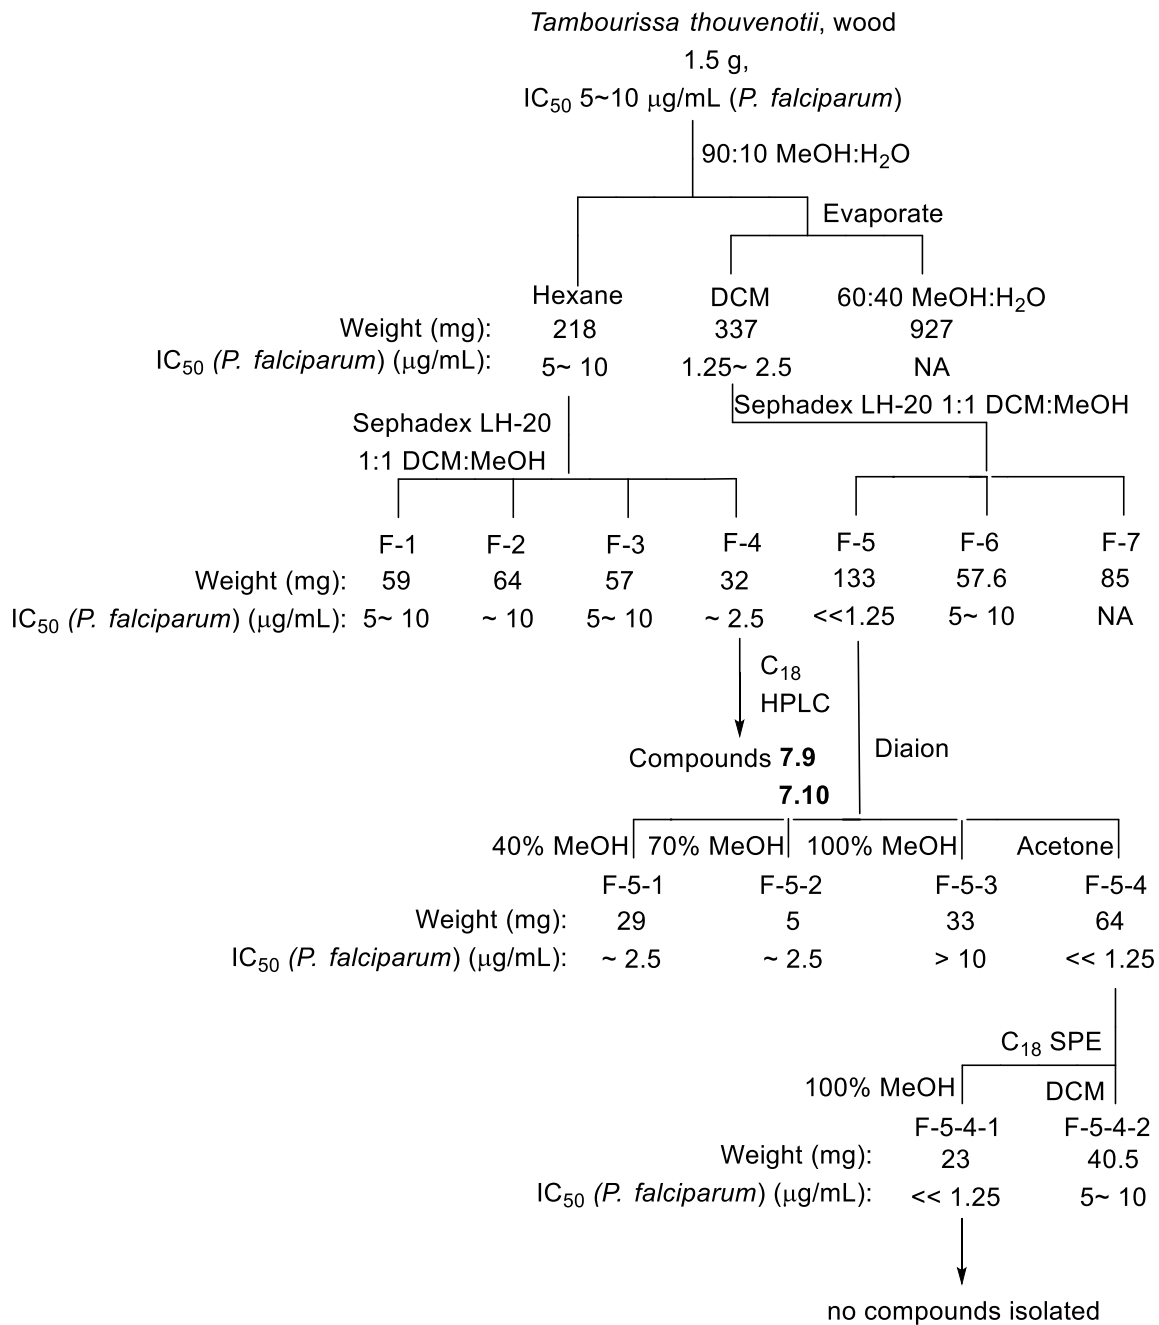 Tambourissa thouvenotii, wood
1.5 g,
IC50 5~10 µg/mL (P. falciparum)
90:10 MeOH:H2O
Evaporate
Hexane DCM 60:40 MeOH:H2O
Weight (mg): 218 337 927
IC50 (P. falciparum) (µg/mL): 5~ 10 1.25~ 2.5 NA
Sephadex LH-20 1:1 DCM:MeOH
Sephadex LH-20
1:1 DCM:MeOH
F-1 F-2 F-3 F-4 F-5 F-6 F-7
Weight (mg): 59 64 57 32 133 57.6 85
IC50 (P. falciparum) (µg/mL): 5~ 10 ~ 10 5~ 10 ~ 2.5 <<1.25 5~ 10 NA
C18
HPLC
Diaion
Compounds 7.9
7.10
40% MeOH 70% MeOH 100% MeOH Acetone
F-5-1 F-5-2 F-5-3 F-5-4
Weight (mg): 29 5 33 64
IC50 (P. falciparum) (µg/mL): ~ 2.5 ~ 2.5 > 10 << 1.25
C18 SPE
100% MeOH DCM
F-5-4-1 F-5-4-2
Weight (mg): 23 40.5
IC50 (P. falciparum) (µg/mL): << 1.25 5~ 10
no compounds isolated